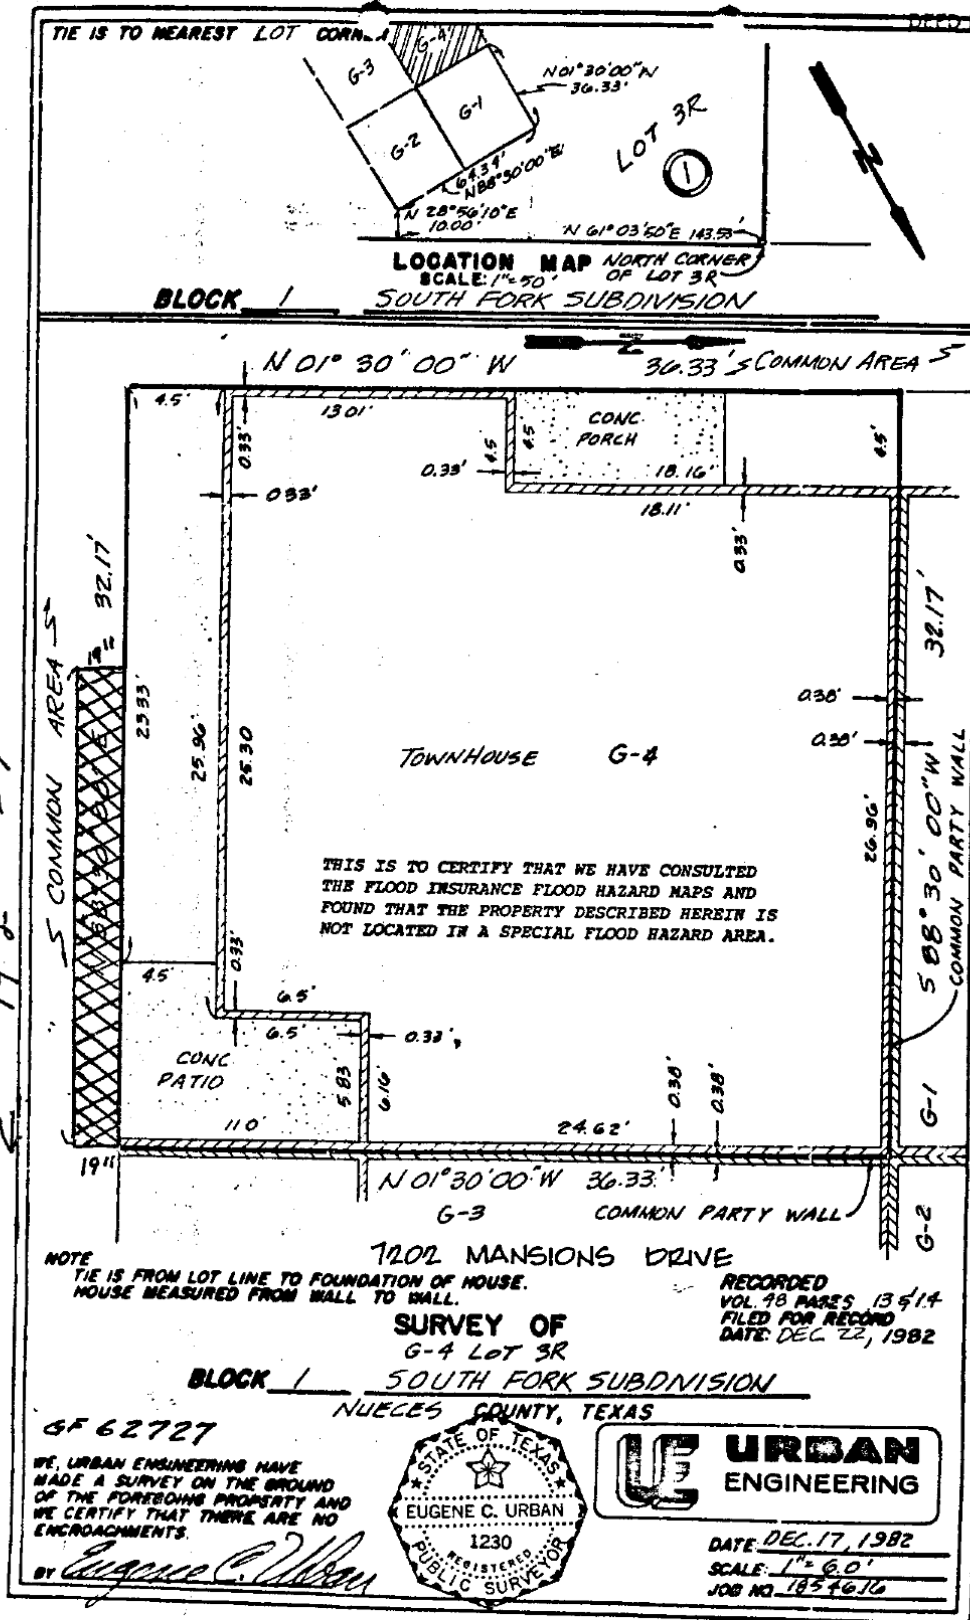 DEED
TIE IS TO NEAREST LOT CORNER
G-4
G-3
G-1
G-2
N 01° 30' 00" W
36.33'
LOT 3R
1
64.34'
N 88° 30' 00" E
N 28° 56' 10" E
10.00'
N 61° 03' 50" E 143.53'
N
LOCATION MAP
SCALE: 1"=50'
NORTH CORNER
OF LOT 3R
BLOCK 1 SOUTH FORK SUBDIVISION
N
N 01° 30' 00" W 36.33' COMMON AREA
4.5'
13.01'
0.33'
4.5
4.5
CONC.
PORCH
4.5'
0.33'
18.16'
0.33'
18.11'
0.33'
32.17'
32.17'
COMMON AREA
19"
23.33'
25.96'
25.30
0.38'
0.38'
TOWNHOUSE G-4
26.96'
S 88° 30' 00" W
COMMON PARTY WALL
THIS IS TO CERTIFY THAT WE HAVE CONSULTED
THE FLOOD INSURANCE FLOOD HAZARD MAPS AND
FOUND THAT THE PROPERTY DESCRIBED HEREIN IS
NOT LOCATED IN A SPECIAL FLOOD HAZARD AREA.
4.5'
0.33'
6.5'
6.5'
0.33'
CONC.
PATIO
5.83
6.16'
0.38'
0.38'
G-1
11.0'
24.62'
19"
N 01° 30' 00" W 36.33'
G-3
COMMON PARTY WALL
G-2
7202 MANSIONS DRIVE
NOTE
TIE IS FROM LOT LINE TO FOUNDATION OF HOUSE.
HOUSE MEASURED FROM WALL TO WALL.
RECORDED
VOL. 48 PAGES 13 & 14
FILED FOR RECORD
DATE: DEC. 22, 1982
SURVEY OF
G-4 LOT 3R
BLOCK 1 SOUTH FORK SUBDIVISION
NUECES COUNTY, TEXAS
GF 62727
WE, URBAN ENGINEERING HAVE
MADE A SURVEY ON THE GROUND
OF THE FOREGOING PROPERTY AND
WE CERTIFY THAT THERE ARE NO
ENCROACHMENTS.
BY Eugene C. Urban
STATE OF TEXAS
EUGENE C. URBAN
1230
REGISTERED
PUBLIC SURVEYOR
UE URBAN
ENGINEERING
DATE: DEC. 17, 1982
SCALE: 1"= 6.0'
JOB NO.